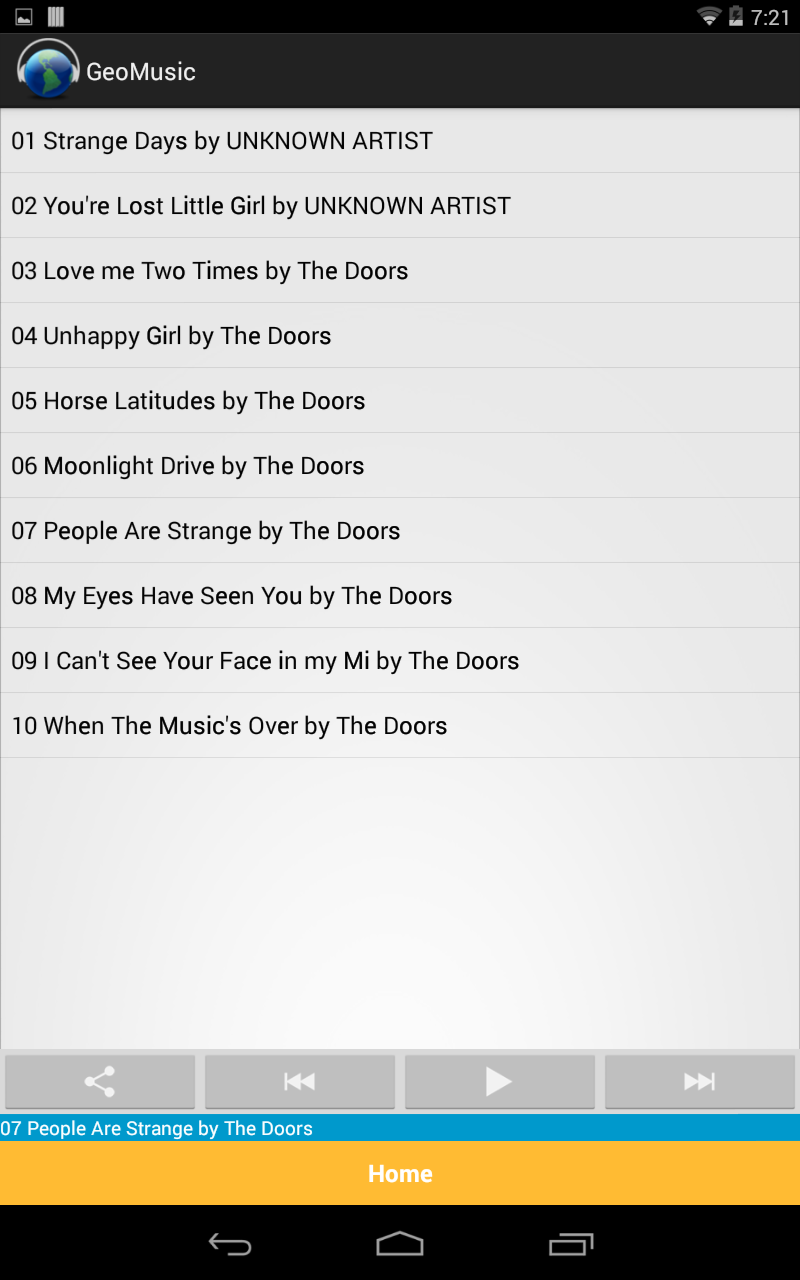 7:21
GeoMusic
01 Strange Days by UNKNOWN ARTIST
02 You're Lost Little Girl by UNKNOWN ARTIST
03 Love me Two Times by The Doors
04 Unhappy Girl by The Doors
05 Horse Latitudes by The Doors
06 Moonlight Drive by The Doors
07 People Are Strange by The Doors
08 My Eyes Have Seen You by The Doors
09 I Can't See Your Face in my Mi by The Doors
10 When The Music's Over by The Doors
07 People Are Strange by The Doors
Home